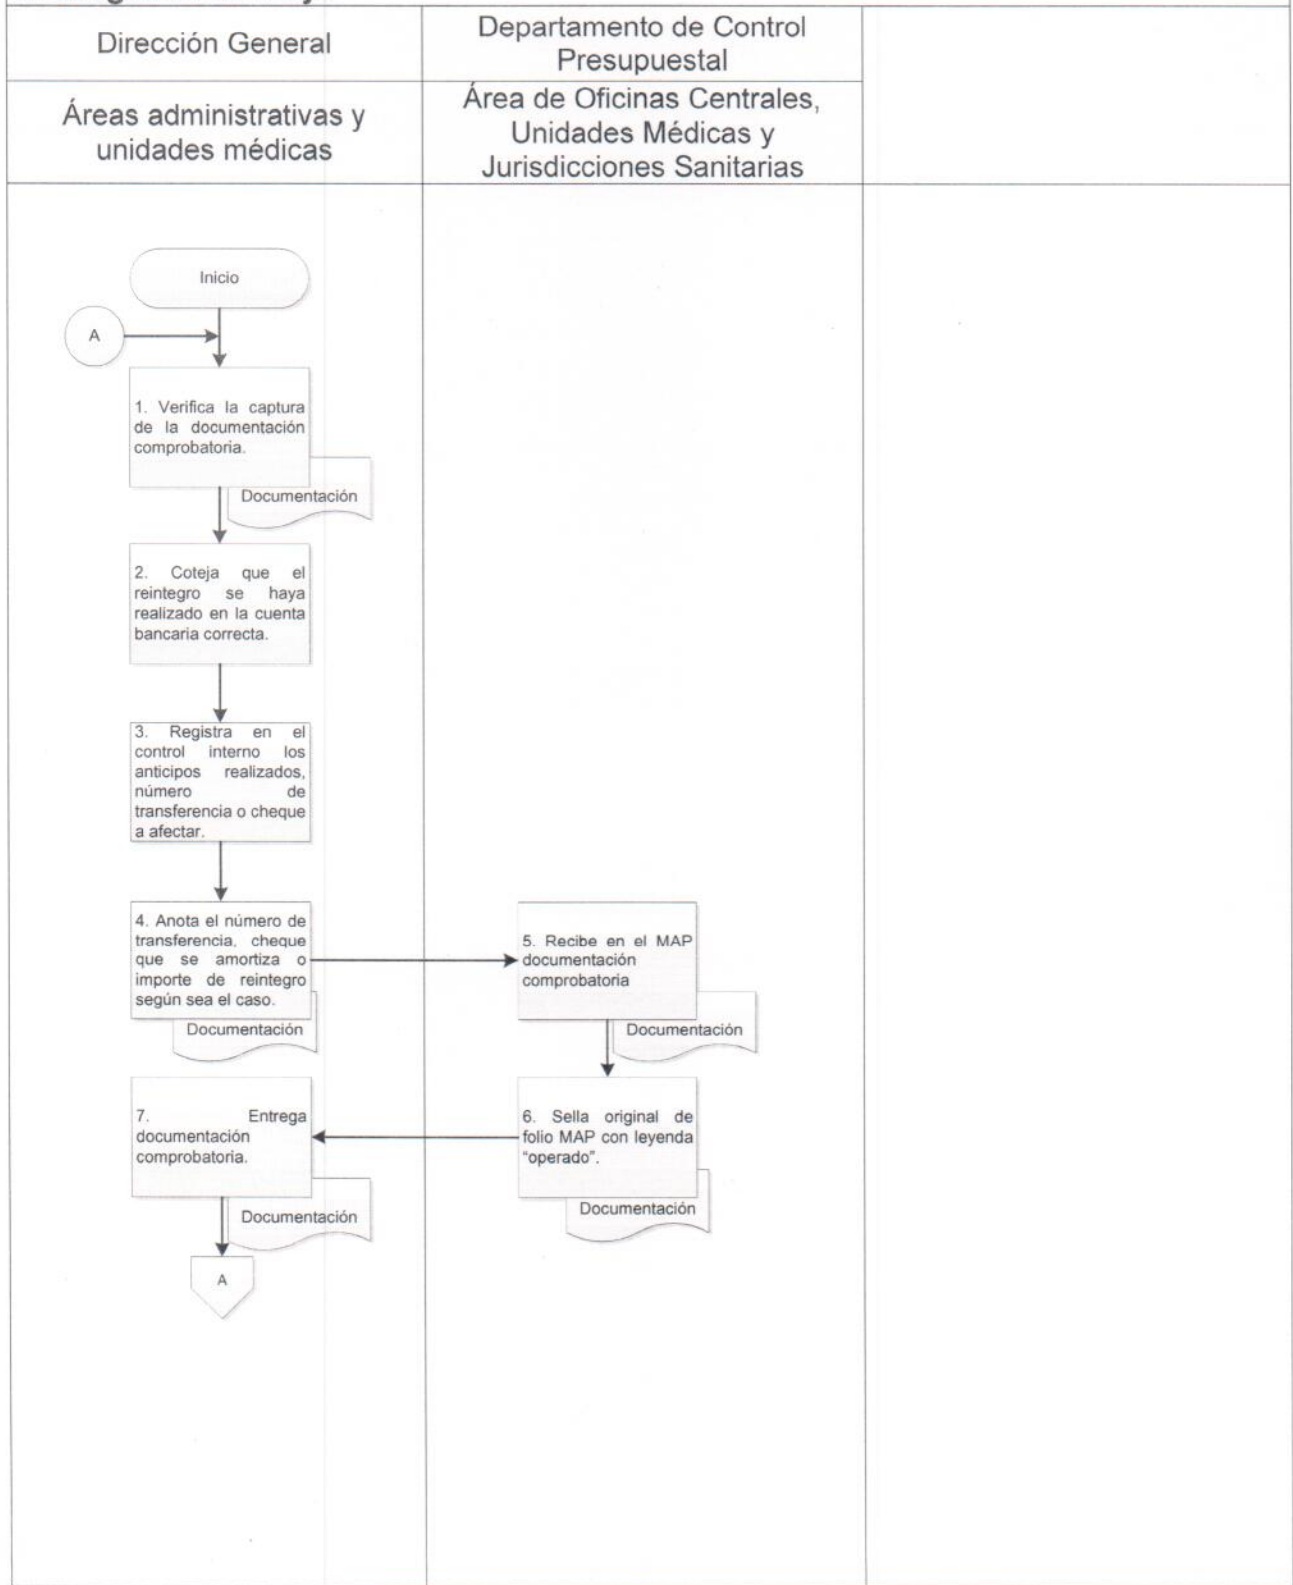 Dirección General
Departamento de Control
Presupuestal
Áreas administrativas y
unidades médicas
Área de Oficinas Centrales,
Unidades Médicas y
Jurisdicciones Sanitarias
Inicio
A
1. Verifica la captura
de la documentación
comprobatoria.
Documentación
2. Coteja que el
reintegro se haya
realizado en la cuenta
bancaria correcta.
3. Registra en el
control interno los
anticipos realizados,
número de
transferencia o cheque
a afectar.
4. Anota el número de
transferencia, cheque
que se amortiza o
importe de reintegro
según sea el caso.
Documentación
5. Recibe en el MAP
documentación
comprobatoria
Documentación
6. Sella original de
folio MAP con leyenda
“operado”.
Documentación
7. Entrega
documentación
comprobatoria.
Documentación
A